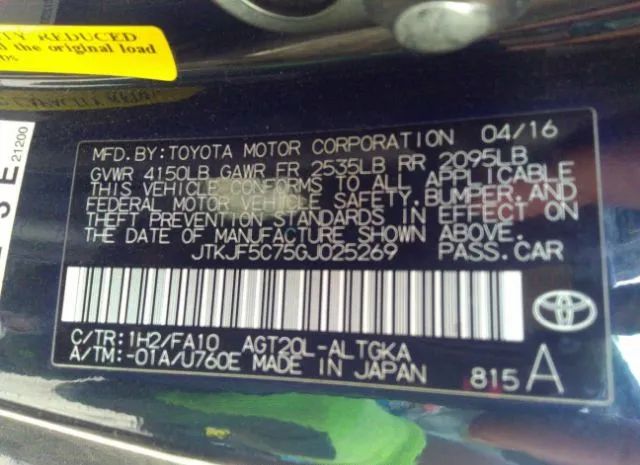 REDUCED
the original load
MFD. BY: TOYOTA MOTOR CORPORATION 04/16
GVWR 4150LB GAWR FR 2535LB RR 2095LB
THIS VEHICLE CONFORMS TO ALL APPLICABLE
FEDERAL MOTOR VEHICLE SAFETY, BUMPER, AND
THEFT PREVENTION STANDARDS IN EFFECT ON
THE DATE OF MANUFACTURE SHOWN ABOVE.
JTKJF5C75GJ025269 PASS.CAR
C/TR: 1H2/FA10 AGT20L-ALTGKA
A/TM: -01A/U760E MADE IN JAPAN
815 A
TOYOTA
21200